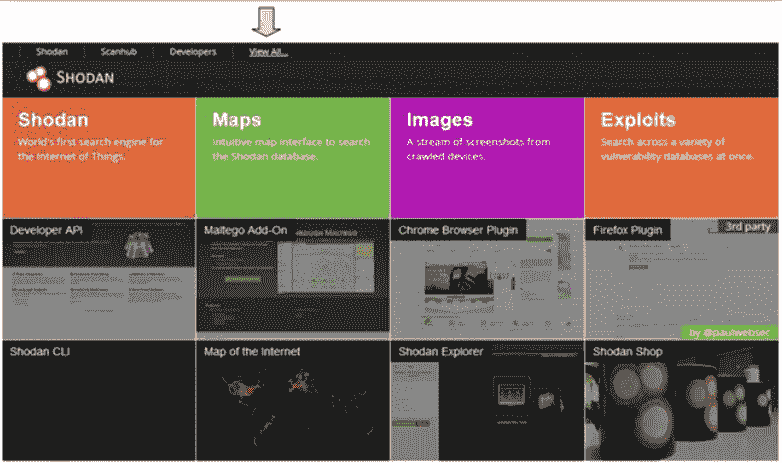 Shodan
Scanhub
Developers
View All...
SHODAN
Shodan
World's first search engine for
the Internet of Things.
Maps
Intuitive map interface to search
the Shodan database.
Images
A stream of screenshots from
crawled devices.
Exploits
Search across a variety of
vulnerability databases at once.
Developer API
Maltego Add-On
Chrome Browser Plugin
Firefox Plugin
3rd party
by @paulwebsec
Shodan CLI
Map of the Internet
Shodan Explorer
Shodan Shop